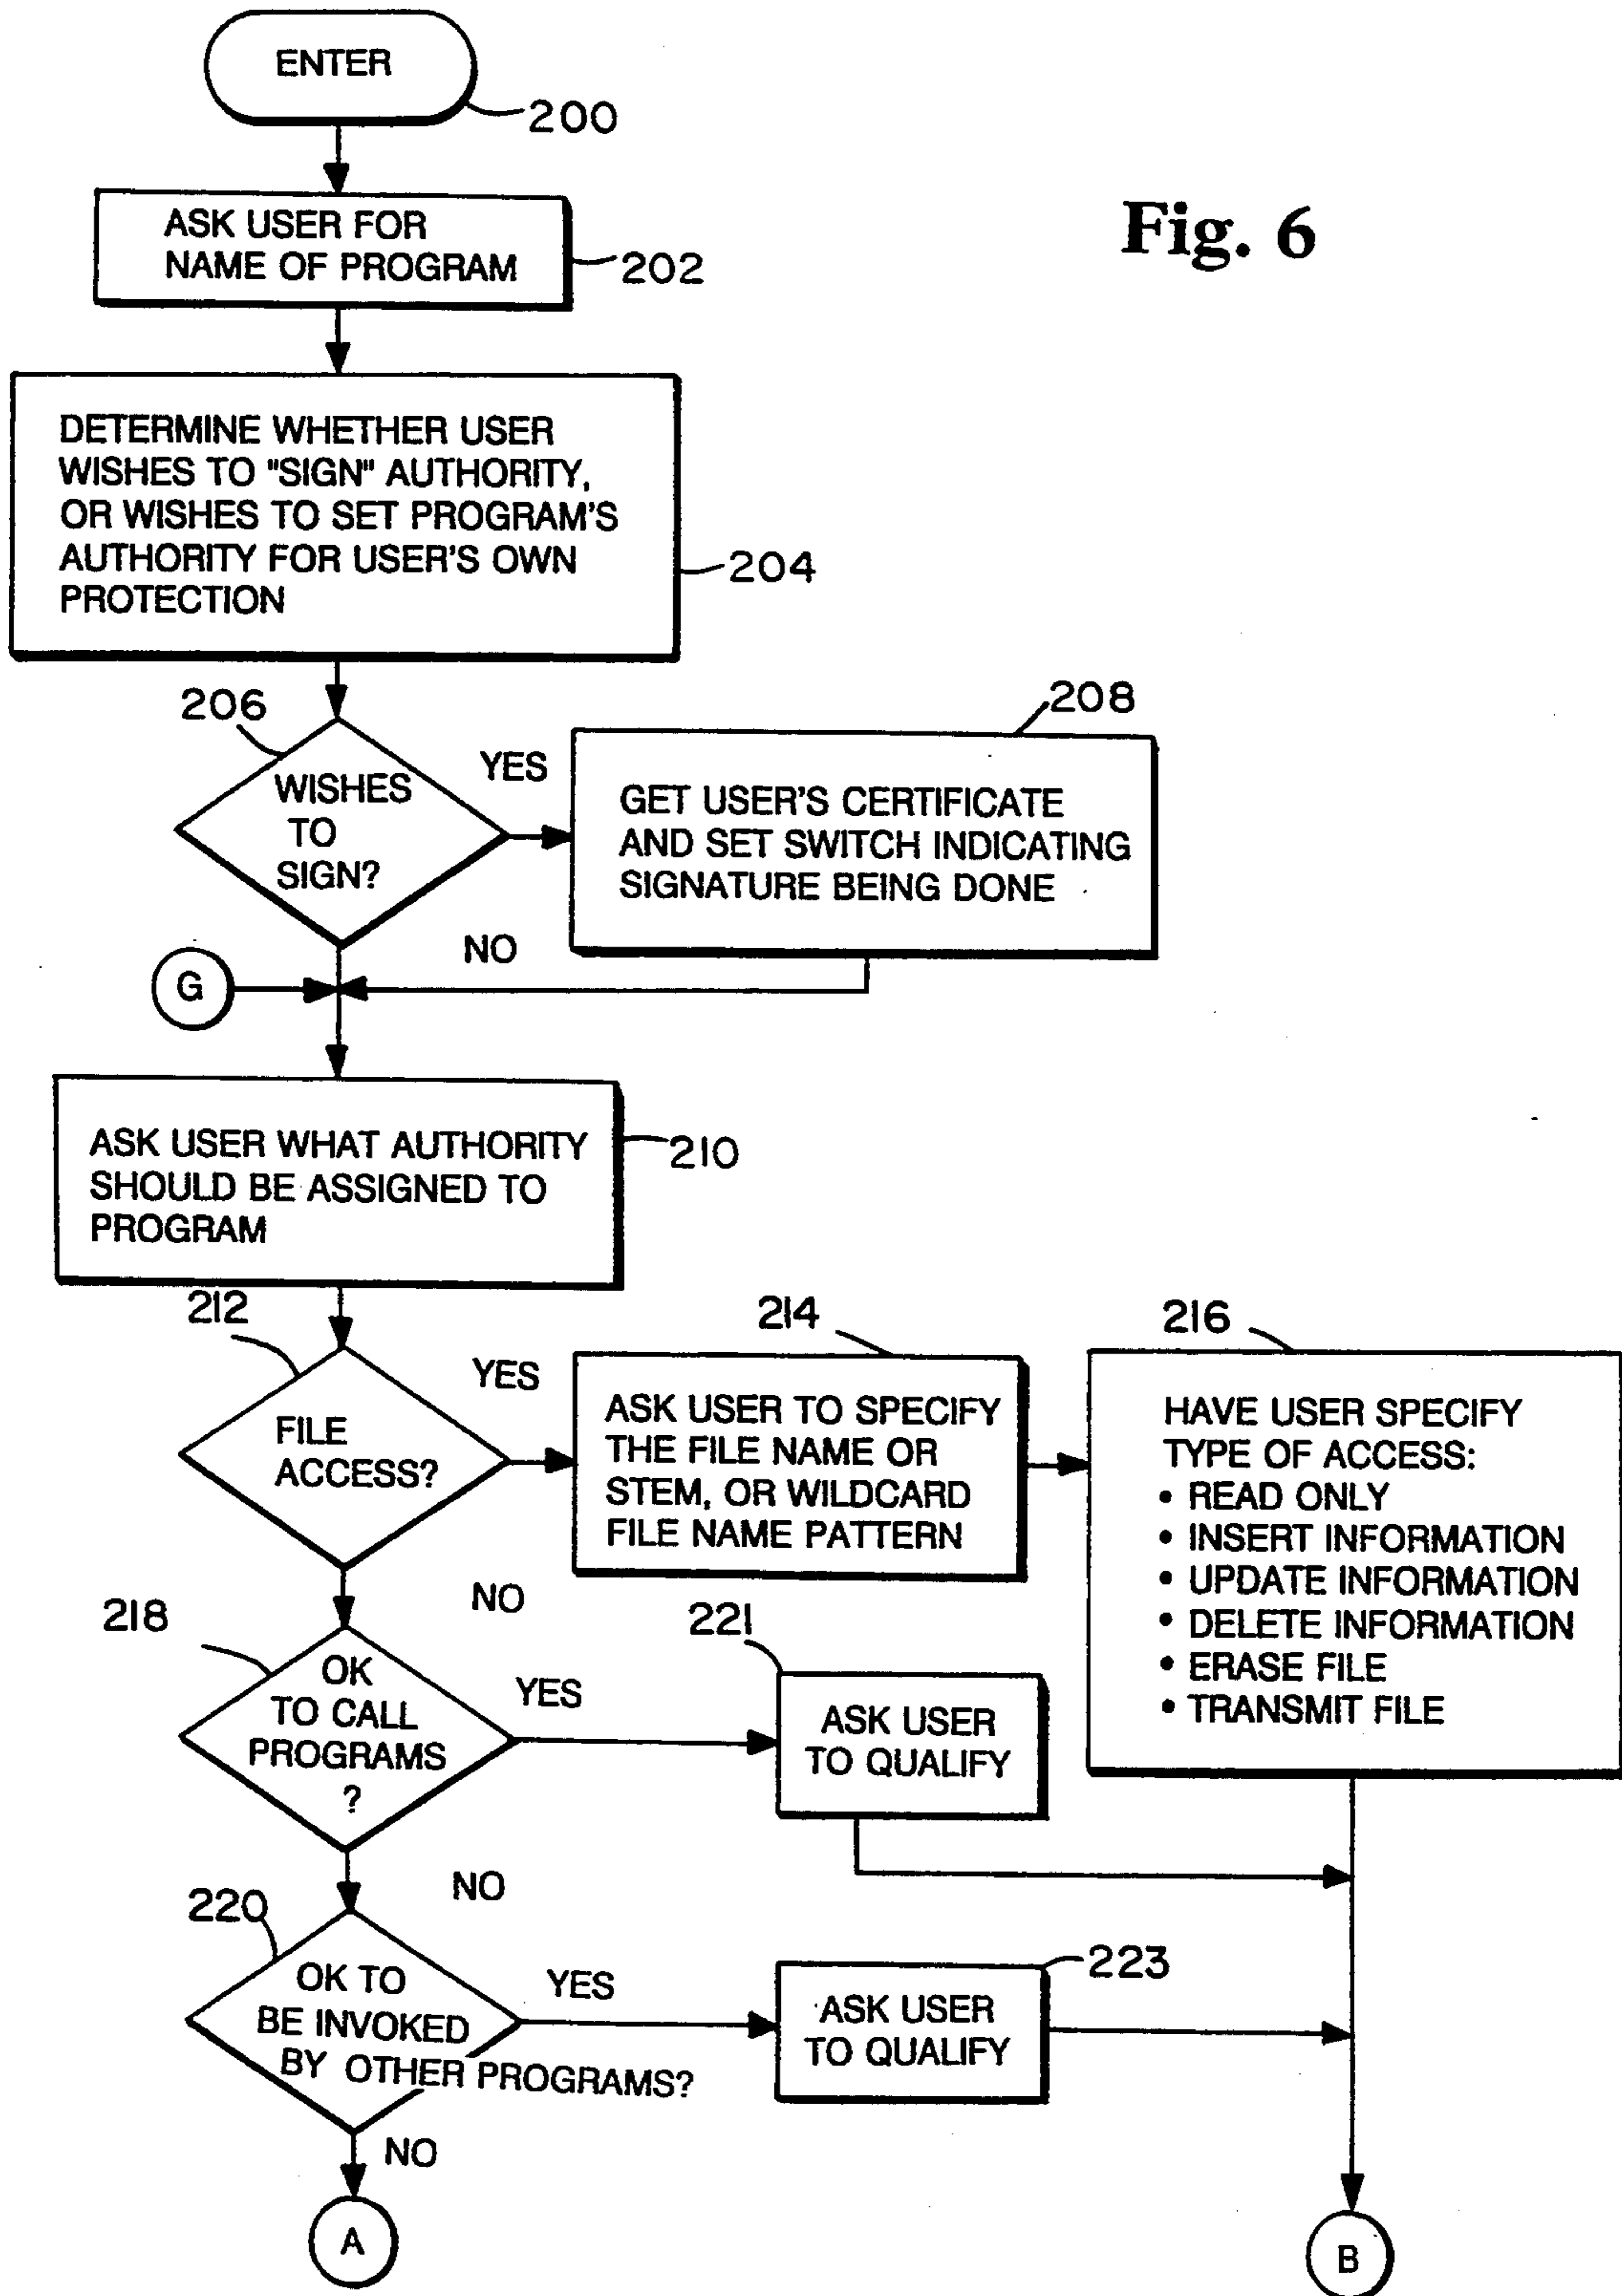 ENTER
200
Fig. 6
ASK USER FOR
NAME OF PROGRAM
202
DETERMINE WHETHER USER
WISHES TO "SIGN" AUTHORITY,
OR WISHES TO SET PROGRAM'S
AUTHORITY FOR USER'S OWN
PROTECTION
204
206
WISHES
TO
SIGN?
YES
208
GET USER'S CERTIFICATE
AND SET SWITCH INDICATING
SIGNATURE BEING DONE
NO
G
ASK USER WHAT AUTHORITY
SHOULD BE ASSIGNED TO
PROGRAM
210
212
FILE
ACCESS?
YES
214
ASK USER TO SPECIFY
THE FILE NAME OR
STEM, OR WILDCARD
FILE NAME PATTERN
216
HAVE USER SPECIFY
TYPE OF ACCESS:
• READ ONLY
• INSERT INFORMATION
• UPDATE INFORMATION
• DELETE INFORMATION
• ERASE FILE
• TRANSMIT FILE
NO
218
OK
TO CALL
PROGRAMS
?
YES
221
ASK USER
TO QUALIFY
NO
220
OK TO
BE INVOKED
BY OTHER PROGRAMS?
YES
223
ASK USER
TO QUALIFY
NO
A
B